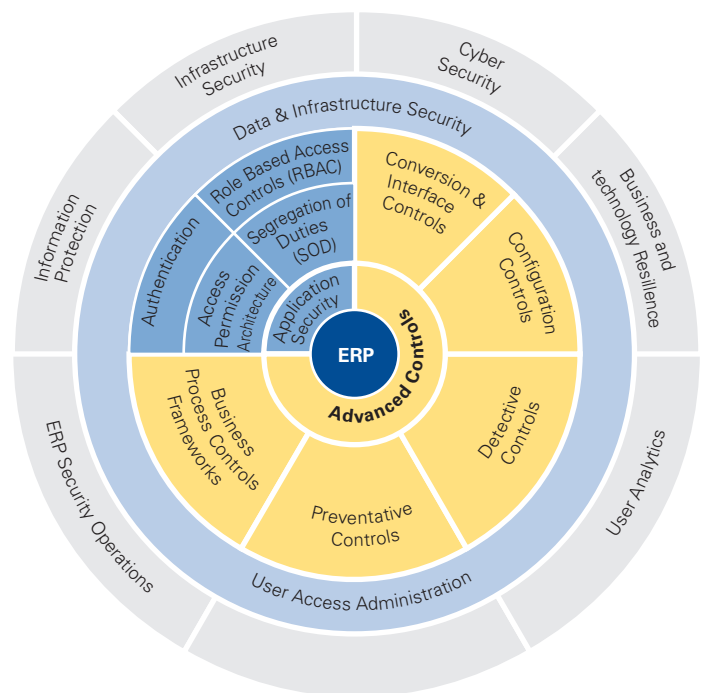 Infrastructure
Security
Cyber
Security
Information
Protection
Business and
technology Resillence
ERP Security Operations
User Analytics
Data & Infrastructure Security
User Access Administration
Role Based Access
Controls (RBAC)
Segregation of
Duties
(SOD)
Authentication
Access
Permission
Architecture
Application
Security
Conversion &
Interface
Controls
Configuration
Controls
Detective
Controls
Preventative
Controls
Business
Process Controls
Frameworks
Advanced Controls
ERP